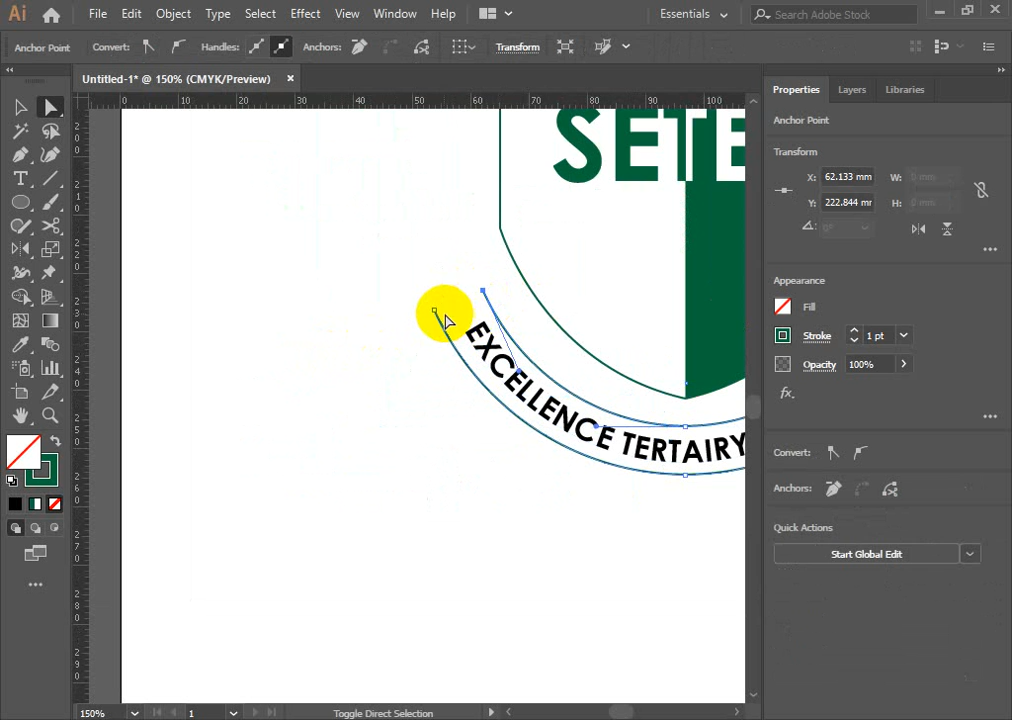 Ai File Edit Object Type Select Effect View Window Help Essentials Search Adobe Stock
Anchor Point Convert: Handles: Anchors: Transform
Untitled-1* @ 150% (CMYK/Preview)
0 10 20 30 40 50 60 70 80 90 100
Properties Layers Libraries
Anchor Point
Transform
X: 62.133 mm W:
Y: 222.844 mr H: 0 mm
0°
Appearance
Fill
Stroke 1 pt
Opacity 100%
fx.
Convert:
Anchors:
Quick Actions
Start Global Edit
SETE
EXCELLENCE TERTAIRY
150% 1 Toggle Direct Selection